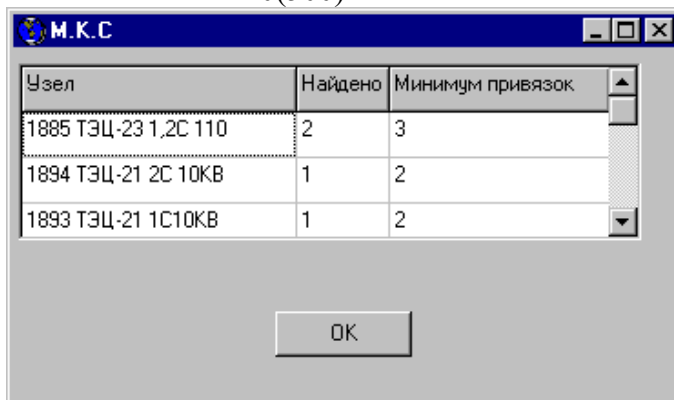 М.К.С
Узел Найдено Минимум привязок
1885 ТЭЦ-23 1,2С 110 2 3
1894 ТЭЦ-21 2С 10КВ 1 2
1893 ТЭЦ-21 1С10КВ 1 2
OK